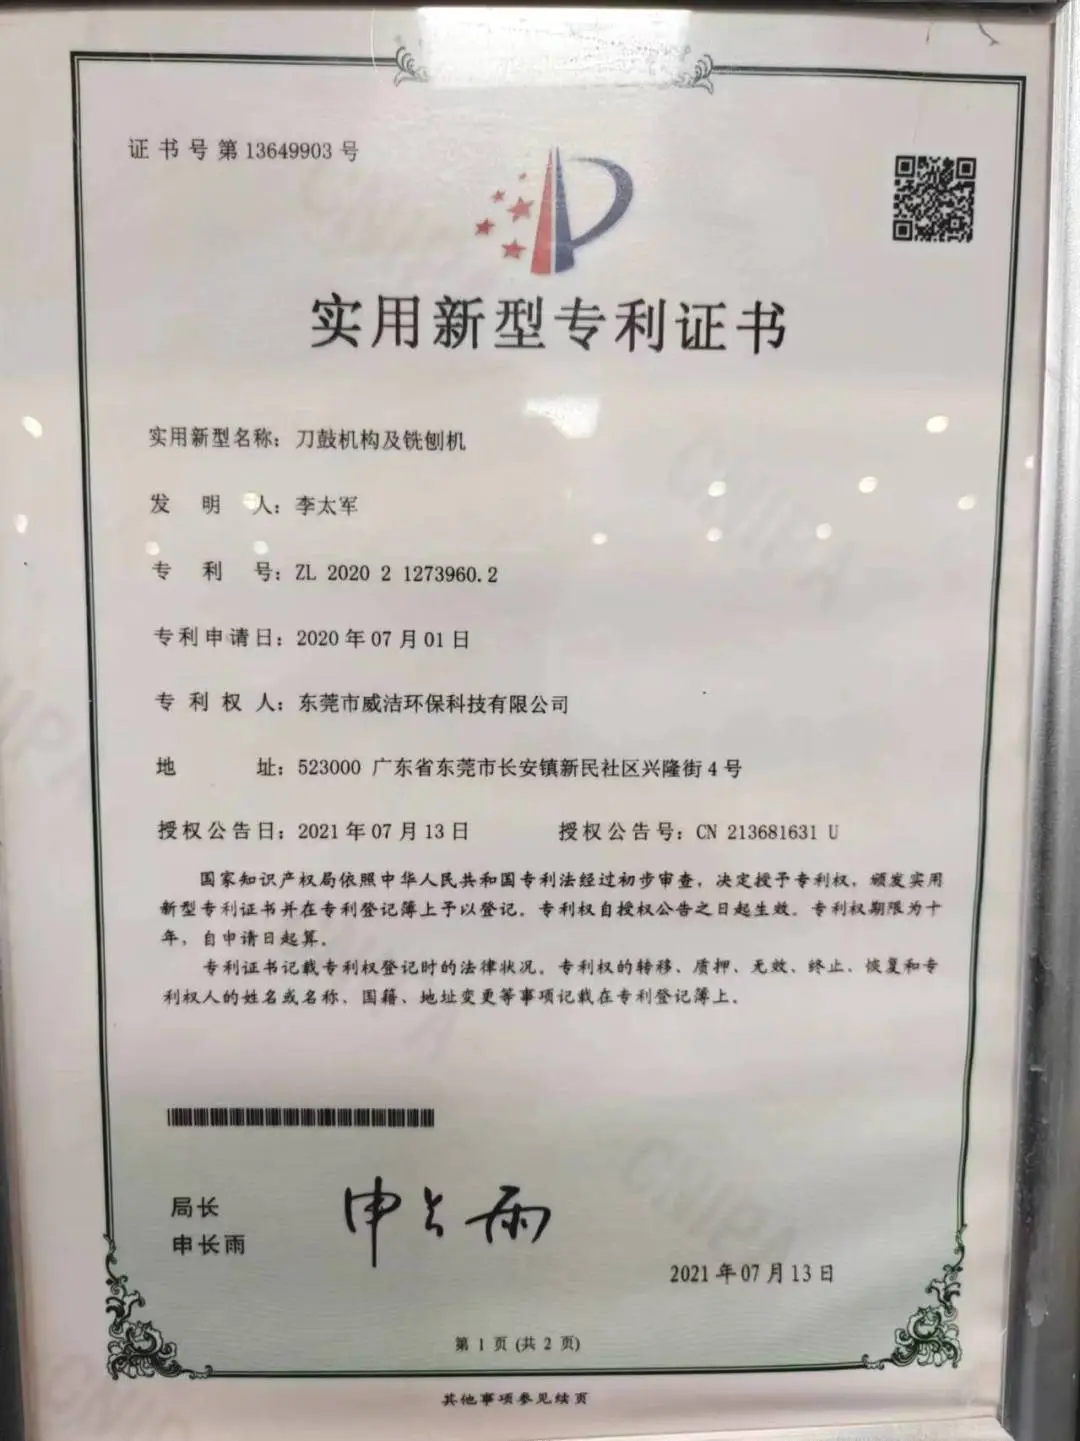 证书号第13649903号
实用新型专利证书
实用新型名称：刀鼓机构及铣刨机
发明人：李太军
专利号：ZL 2020 2 1273960.2
专利申请日：2020年07月01日
专利权人：东莞市威洁环保科技有限公司
地址：523000 广东省东莞市长安镇新民社区兴隆街4号
授权公告日：2021年07月13日 授权公告号：CN 213681631 U
国家知识产权局依照中华人民共和国专利法经过初步审查，决定授予专利权，颁发实用
新型专利证书并在专利登记簿上予以登记。专利权自授权公告之日起生效。专利权期限为十
年，自申请日起算。
专利证书记载专利权登记时的法律状况。专利权的转移、质押、无效、终止、恢复和专
利权人的姓名或名称、国籍、地址变更等事项记载在专利登记簿上。
局长
申长雨
申长雨
2021年07月13日
第 1 页 (共 2 页)
其他事项参见续页
CNIPA
CNIPA
CNIPA